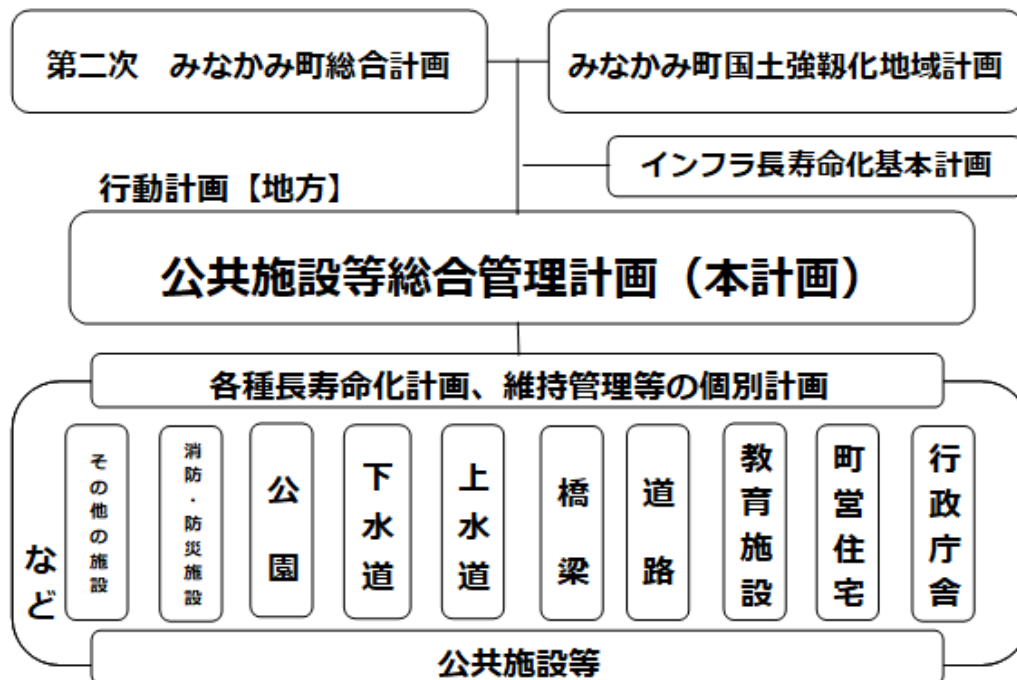 第二次　みなかみ町総合計画
みなかみ町国土強靱化地域計画
インフラ長寿命化基本計画
行動計画【地方】
公共施設等総合管理計画（本計画）
各種長寿命化計画、維持管理等の個別計画
行政庁舎
町営住宅
教育施設
道路
橋梁
上水道
下水道
公園
消防・防災施設
その他の施設
など
公共施設等